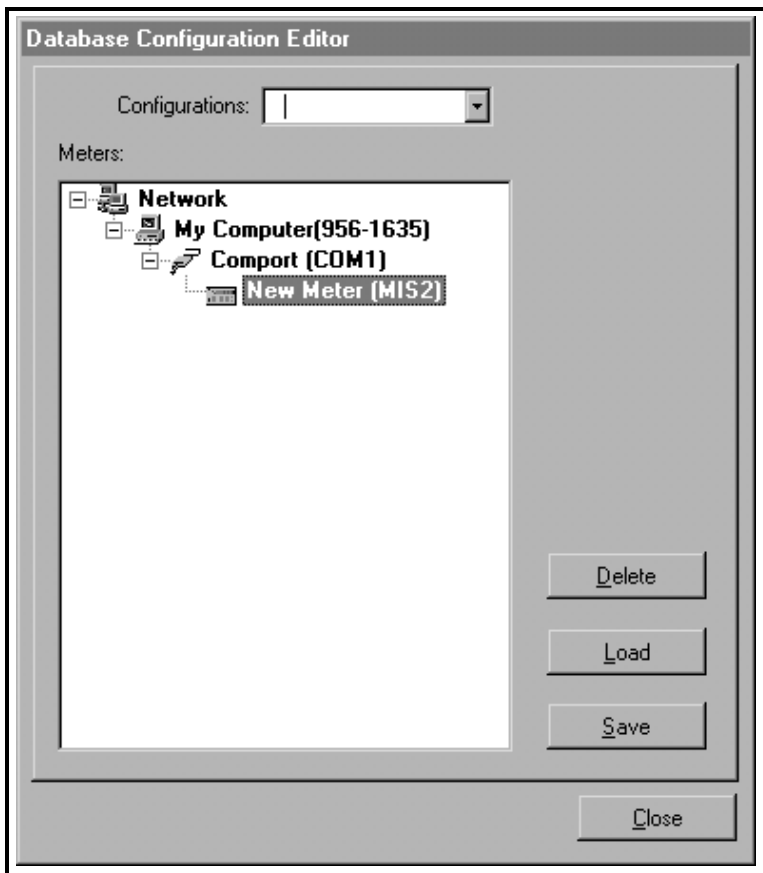 Database Configuration Editor
Configurations:
Meters:
Network
My Computer(956-1635)
Comport (COM1)
New Meter (MIS2)
Delete
Load
Save
Close